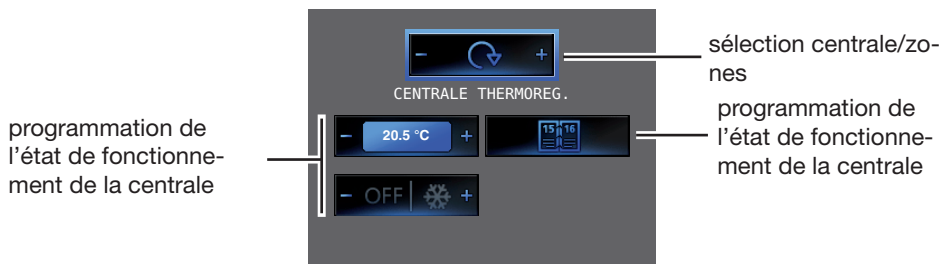 sélection centrale/zo-
nes
- +
CENTRALE THERMOREG.
programmation de
l'état de fonctionne-
ment de la centrale
- 20.5 °C +
15 16
programmation de
l'état de fonctionne-
ment de la centrale
- OFF +